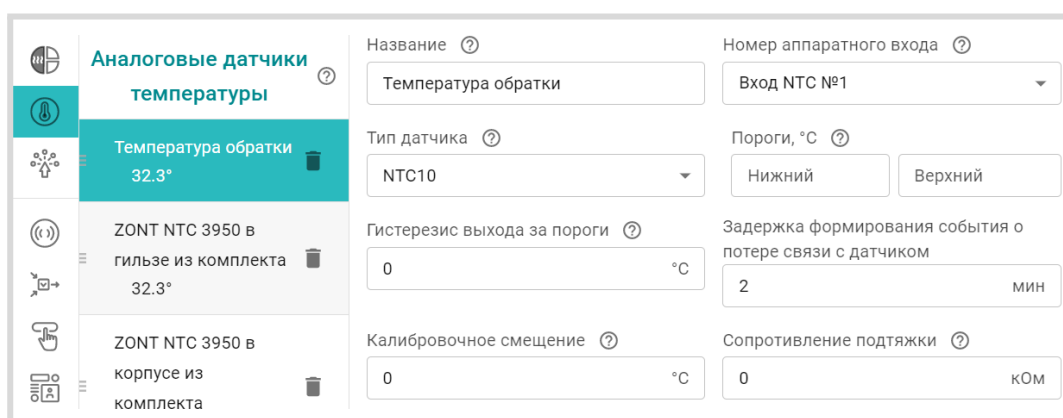 Аналоговые датчики
температуры
Температура обратки
32.3°
ZONT NTC 3950 в
гильзе из комплекта
32.3°
ZONT NTC 3950 в
корпусе из
комплекта
Название
Температура обратки
Номер аппаратного входа
Вход NTC №1
Тип датчика
NTC10
Пороги, °C
Нижний Верхний
Гистерезис выхода за пороги
0 °C
Задержка формирования события о
потере связи с датчиком
2 мин
Калибровочное смещение
0 °C
Сопротивление подтяжки
0 кОм